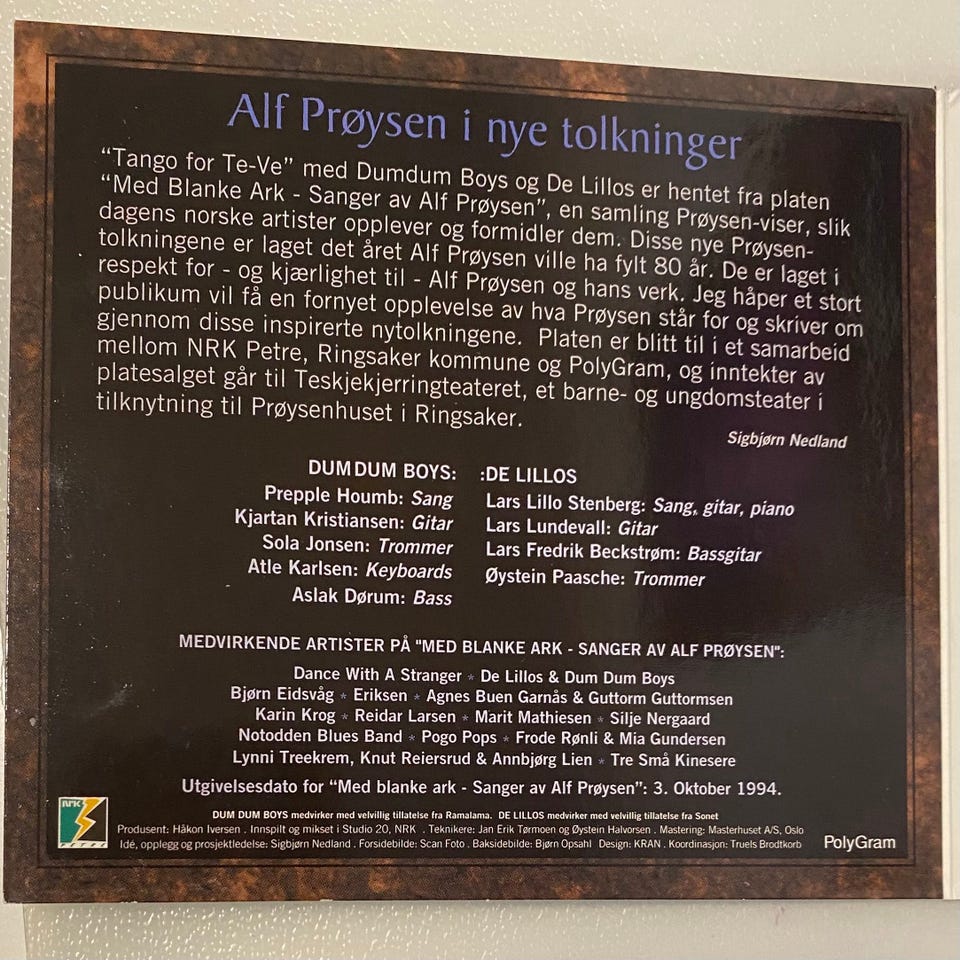 Alf Prøysen i nye tolkninger
"Tango for Te-Ve" med Dumdum Boys og De Lillos er hentet fra platen
"Med Blanke Ark - Sanger av Alf Prøysen", en samling Prøysen-viser, slik
dagens norske artister opplever og formidler dem. Disse nye Prøysen-
tolkningene er laget det året Alf Prøysen ville ha fylt 80 år. De er laget i
respekt for - og kjærlighet til - Alf Prøysen og hans verk. Jeg håper et stort
publikum vil få en fornyet opplevelse av hva Prøysen står for og skriver om
gjennom disse inspirerte nytolkningene. Platen er blitt til i et samarbeid
mellom NRK Petre, Ringsaker kommune og PolyGram, og inntekter av
platesalget går til Teskjekjerringteateret, et barne- og ungdomsteater i
tilknytning til Prøysenhuset i Ringsaker.
Sigbjørn Nedland
DUMDUM BOYS: :DE LILLOS
Prepple Houmb: Sang Lars Lillo Stenberg: Sang, gitar, piano
Kjartan Kristiansen: Gitar Lars Lundevall: Gitar
Sola Jonsen: Trommer Lars Fredrik Beckstrøm: Bassgitar
Atle Karlsen: Keyboards Øystein Paasche: Trommer
Aslak Dørum: Bass
MEDVIRKENDE ARTISTER PÅ "MED BLANKE ARK - SANGER AV ALF PRØYSEN":
Dance With A Stranger * De Lillos & Dum Dum Boys
Bjørn Eidsvåg * Eriksen * Agnes Buen Garnås & Guttorm Guttormsen
Karin Krog * Reidar Larsen * Marit Mathiesen * Silje Nergaard
Notodden Blues Band * Pogo Pops * Frode Rønli & Mia Gundersen
Lynni Treekrem, Knut Reiersrud & Annbjørg Lien * Tre Små Kinesere
Utgivelsesdato for "Med blanke ark - Sanger av Alf Prøysen": 3. Oktober 1994.
NRK
DUM DUM BOYS medvirker med velvillig tillatelse fra Ramalama. DE LILLOS medvirker med velvillig tillatelse fra Sonet
Produsent: Håkon Iversen . Innspilt og mikset i Studio 20, NRK . Teknikere: Jan Erik Tørmoen og Øystein Halvorsen . Mastering: Masterhuset A/S, Oslo
Idé, opplegg og prosjektledelse: Sigbjørn Nedland . Forsidebilde: Scan Foto . Baksidebilde: Bjørn Opsahl Design: KRAN . Koordinasjon: Truels Brodtkorb
PolyGram